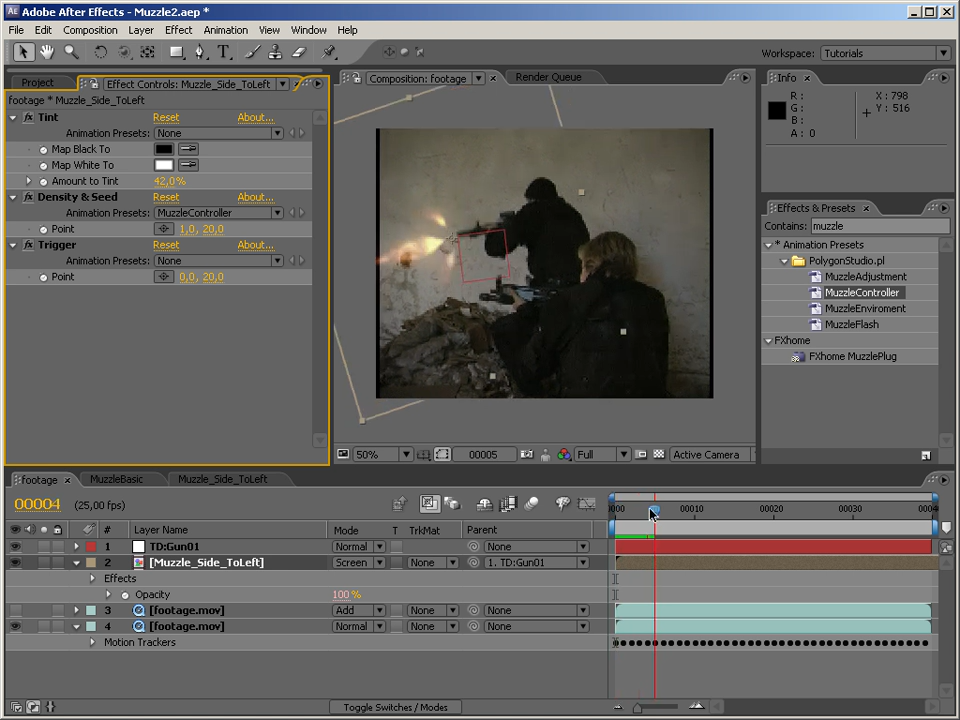 Adobe After Effects - Muzzle2.aep *
File Edit Composition Layer Effect Animation View Window Help
Workspace: Tutorials
Project Effect Controls: Muzzle_Side_ToLeft
footage * Muzzle_Side_ToLeft
Tint Reset About...
Animation Presets: None
Map Black To
Map White To
Amount to Tint 42,0%
Density & Seed Reset About...
Animation Presets: MuzzleController
Point 1,0, 20,0
Trigger Reset About...
Animation Presets: None
Point 0,0, 20,0
Composition: footage Render Queue
50% 00005 Full Active Camera
Info
R: X: 798
G: Y: 516
B:
A: 0
Effects & Presets
Contains: muzzle
* Animation Presets
PolygonStudio.pl
MuzzleAdjustment
MuzzleController
MuzzleEnviroment
MuzzleFlash
FXhome
FXhome MuzzlePlug
footage MuzzleBasic Muzzle_Side_ToLeft
00004 (25,00 fps)
0000 00010 00020 00030 0004
# Layer Name Mode T TrkMat Parent
1 TD:Gun01 Normal None
2 [Muzzle_Side_ToLeft] Screen None 1. TD:Gun01
Effects
Opacity 100 %
3 [footage.mov] Add None None
4 [footage.mov] Normal None None
Motion Trackers
Toggle Switches / Modes